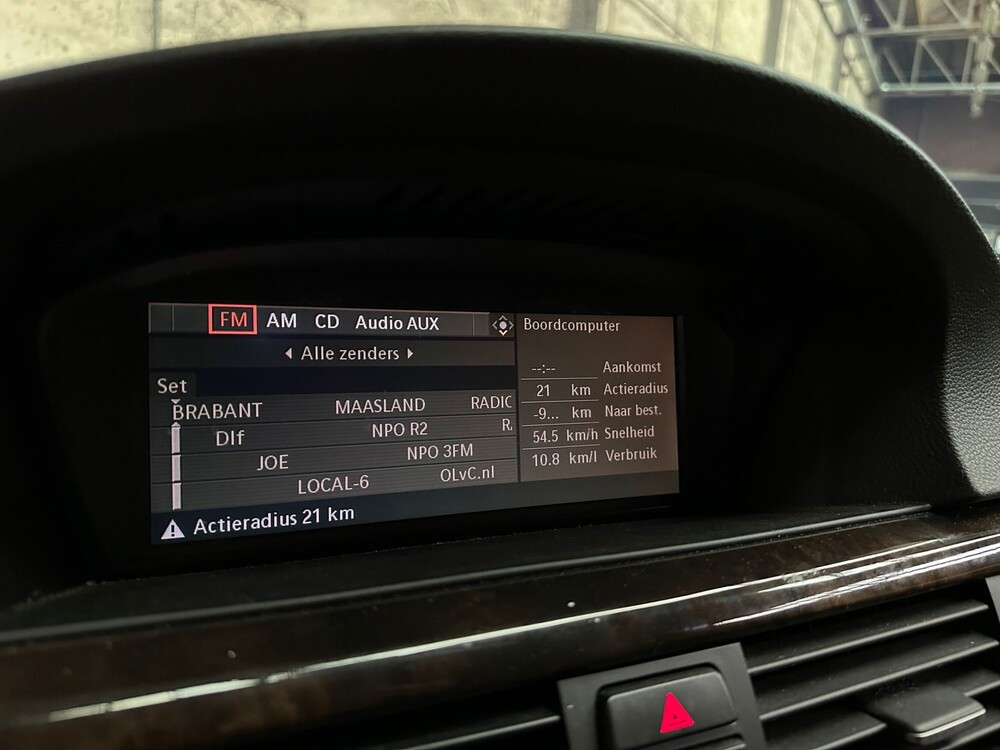 FM AM CD Audio AUX
Alle zenders
Set
BRABANT MAASLAND RADIC
Dlf NPO R2 R
JOE NPO 3FM
LOCAL-6 OLvC.nl
Actieradius 21 km
Boordcomputer
--:-- Aankomst
21 km Actieradius
-9... km Naar best.
54.5 km/h Snelheid
10.8 km/l Verbruik